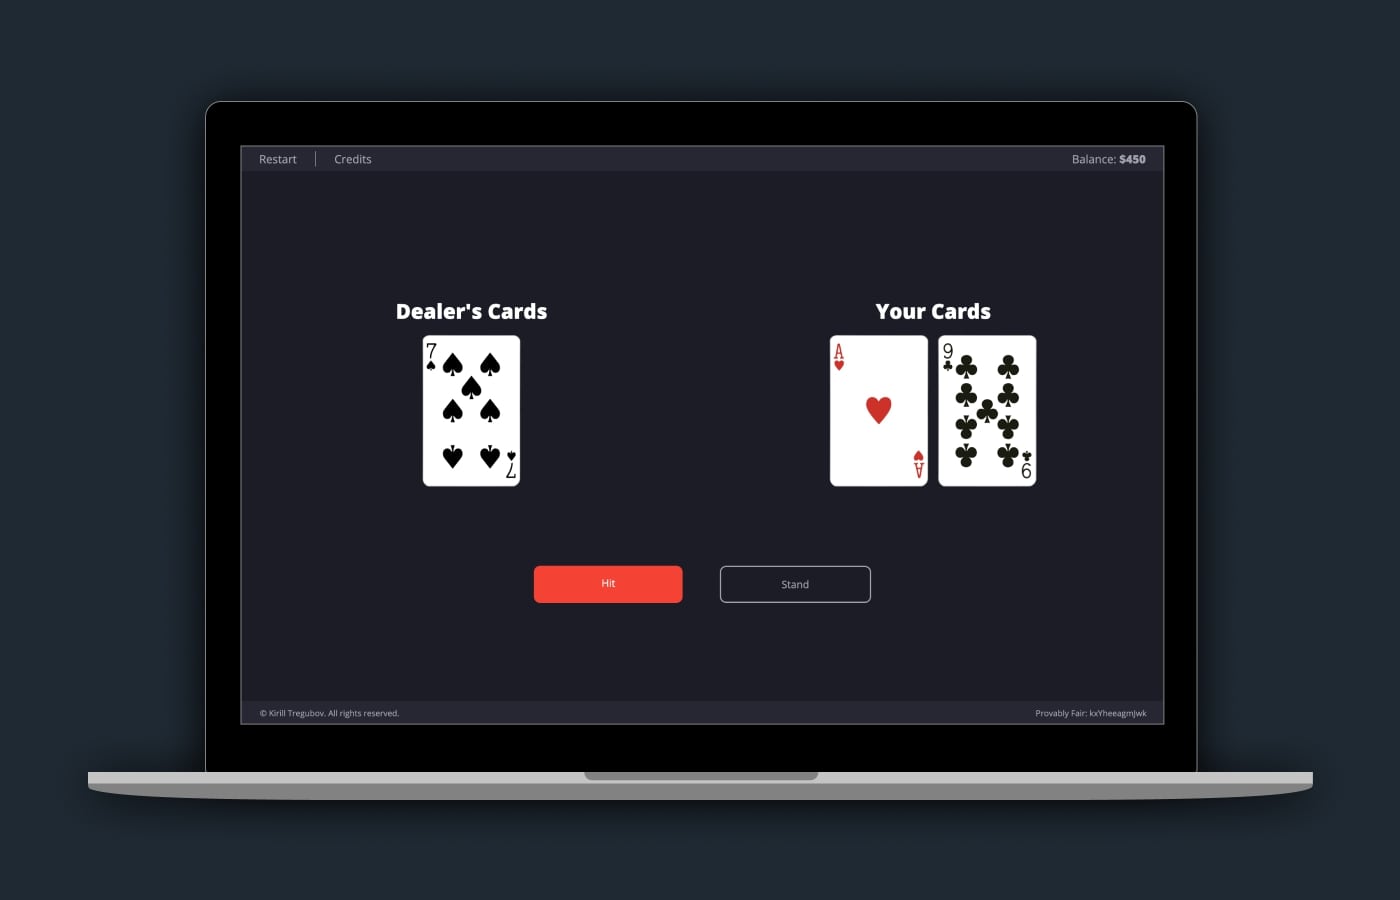 Restart
Credits
Balance: $450
Dealer's Cards
Your Cards
7
7
A
A
9
9
Hit
Stand
© Kirill Tregubov. All rights reserved.
Provably Fair: kxYheeagmJwk